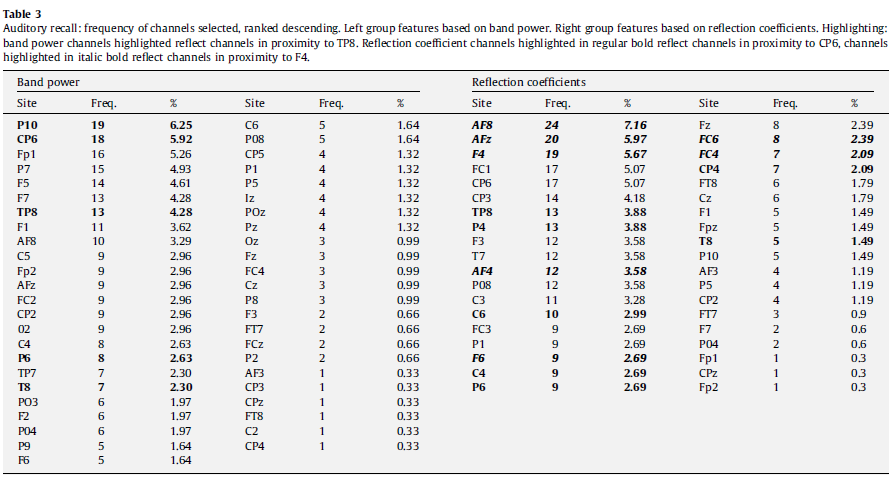 Table 3
Auditory recall: frequency of channels selected, ranked descending. Left group features based on band power. Right group features based on reflection coefficients. Highlighting:
band power channels highlighted reflect channels in proximity to TP8. Reflection coefficient channels highlighted in regular bold reflect channels in proximity to CP6, channels
highlighted in italic bold reflect channels in proximity to F4.
Band power Reflection coefficients
Site Freq. % Site Freq. % Site Freq. % Site Freq. %
P10 19 6.25 C6 5 1.64 AF8 24 7.16 Fz 8 2.39
CP6 18 5.92 P08 5 1.64 AFz 20 5.97 FC6 8 2.39
Fp1 16 5.26 CP5 4 1.32 F4 19 5.67 FC4 7 2.09
P7 15 4.93 P1 4 1.32 FC1 17 5.07 CP4 7 2.09
F5 14 4.61 P5 4 1.32 CP6 17 5.07 FT8 6 1.79
F7 13 4.28 Iz 4 1.32 CP3 14 4.18 Cz 6 1.79
TP8 13 4.28 POz 4 1.32 TP8 13 3.88 F1 5 1.49
F1 11 3.62 Pz 4 1.32 P4 13 3.88 Fpz 5 1.49
AF8 10 3.29 Oz 3 0.99 F3 12 3.58 T8 5 1.49
C5 9 2.96 Fz 3 0.99 T7 12 3.58 P10 5 1.49
Fp2 9 2.96 FC4 3 0.99 AF4 12 3.58 AF3 4 1.19
AFz 9 2.96 Cz 3 0.99 P08 12 3.58 P5 4 1.19
FC2 9 2.96 P8 3 0.99 C3 11 3.28 CP2 4 1.19
CP2 9 2.96 F3 2 0.66 C6 10 2.99 FT7 3 0.9
02 9 2.96 FT7 2 0.66 FC3 9 2.69 F7 2 0.6
C4 8 2.63 FCz 2 0.66 P1 9 2.69 P04 2 0.6
P6 8 2.63 P2 2 0.66 F6 9 2.69 Fp1 1 0.3
TP7 7 2.30 AF3 1 0.33 C4 9 2.69 CPz 1 0.3
T8 7 2.30 CP3 1 0.33 P6 9 2.69 Fp2 1 0.3
PO3 6 1.97 CPz 1 0.33
F2 6 1.97 FT8 1 0.33
P04 6 1.97 C2 1 0.33
P9 5 1.64 CP4 1 0.33
F6 5 1.64